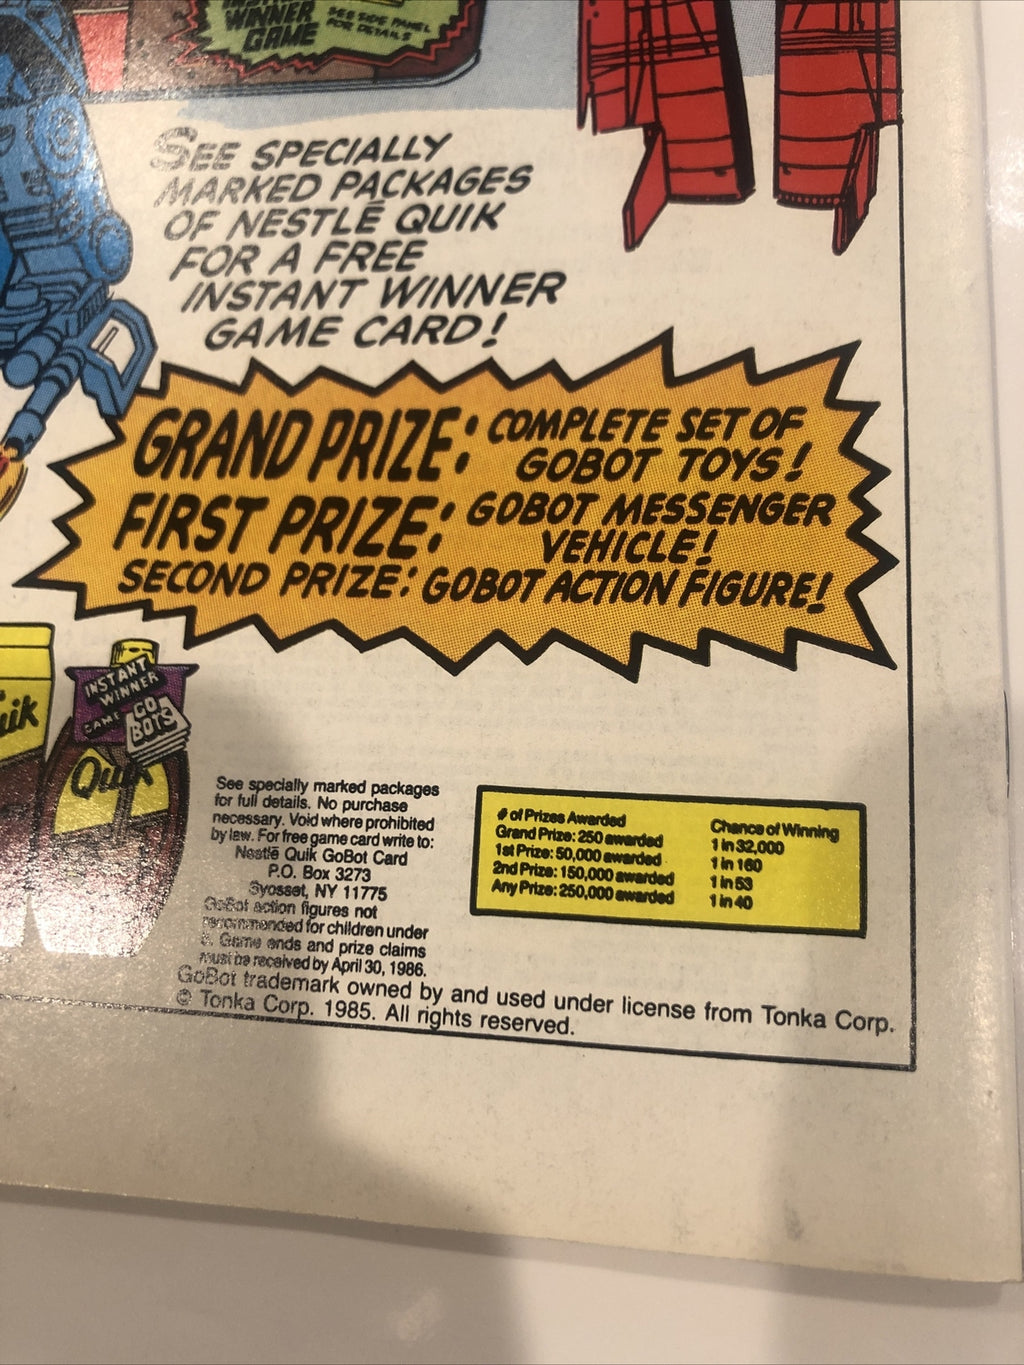 WINNER
GAME
SEE SIDE PANEL
FOR DETAILS
SEE SPECIALLY
MARKED PACKAGES
OF NESTLĒ QUIK
FOR A FREE
INSTANT WINNER
GAME CARD!
GRAND PRIZE: COMPLETE SET OF
GOBOT TOYS!
FIRST PRIZE: GOBOT MESSENGER
VEHICLE!
SECOND PRIZE: GOBOT ACTION FIGURE!
INSTANT
WINNER
GAME
GO
BOTS
Quik
See specially marked packages
for full details. No purchase
necessary. Void where prohibited
by law. For free game card write to:
Nestlē Quik GoBot Card
P.O. Box 3273
Syosset, NY 11775
GoBot action figures not
recommended for children under
Game ends and prize claims
must be received by April 30, 1986.
# of Prizes Awarded Chance of Winning
Grand Prize: 250 awarded 1 in 32,000
1st Prize: 50,000 awarded 1 in 160
2nd Prize: 150,000 awarded 1 in 53
Any Prize: 250,000 awarded 1 in 40
GoBot trademark owned by and used under license from Tonka Corp.
© Tonka Corp. 1985. All rights reserved.